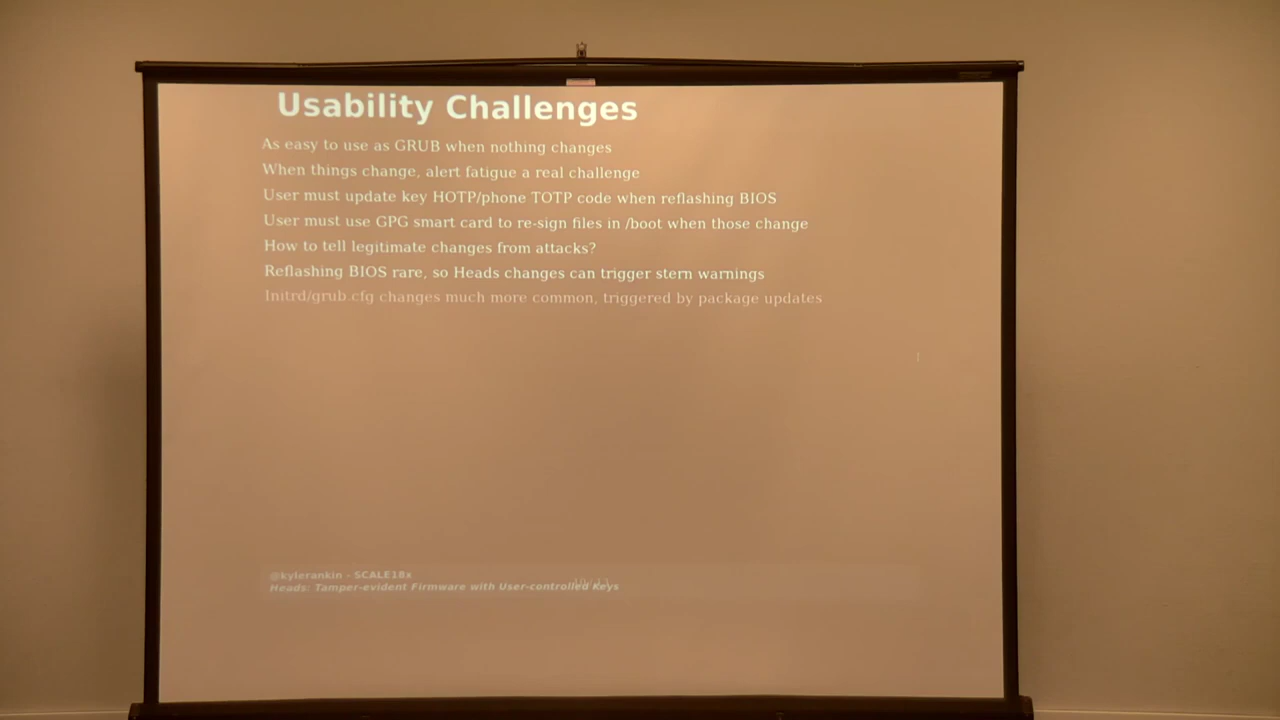 Usability Challenges
As easy to use as GRUB when nothing changes
When things change, alert fatigue a real challenge
User must update key HOTP/phone TOTP code when reflashing BIOS
User must use GPG smart card to re-sign files in /boot when those change
How to tell legitimate changes from attacks?
Reflashing BIOS rare, so Heads changes can trigger stern warnings
Initrd/grub.cfg changes much more common, triggered by package updates
@kylerankin - SCALE18x
Heads: Tamper-evident Firmware with User-controlled Keys